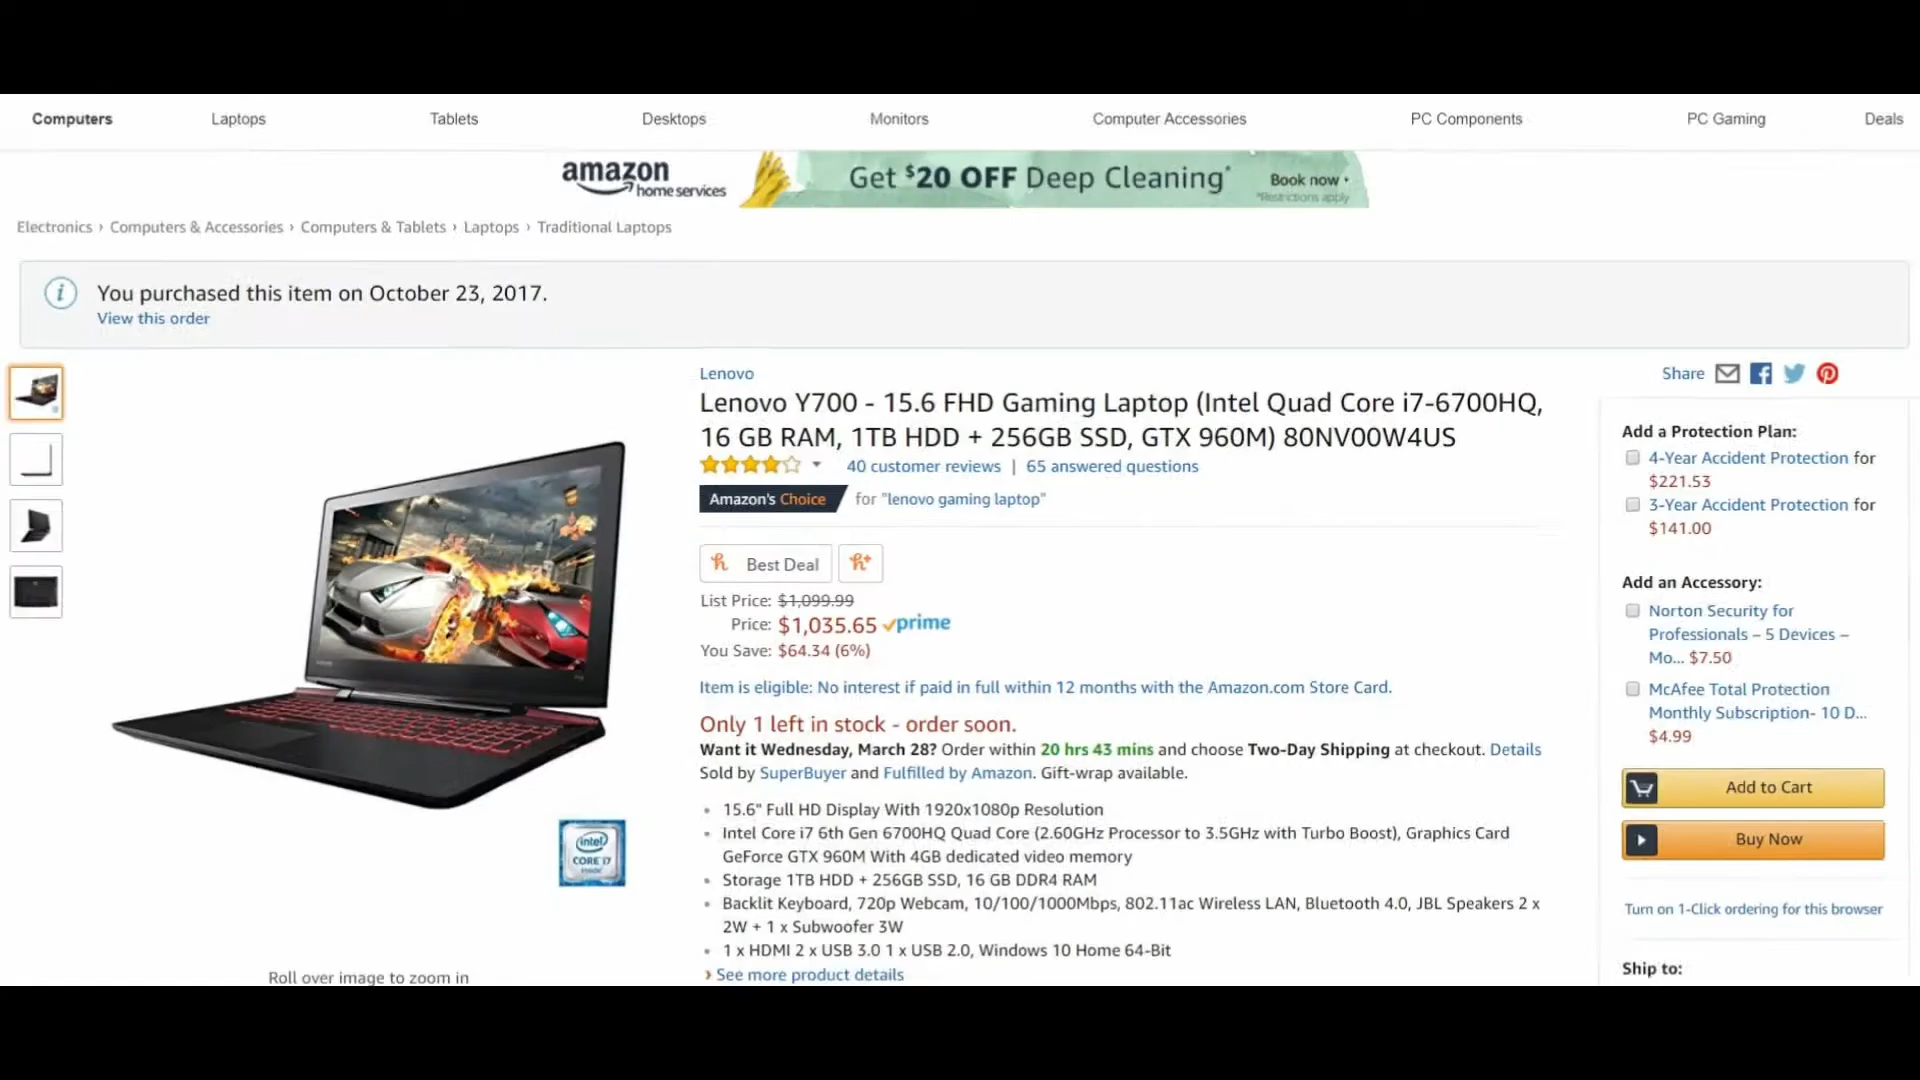 Computers Laptops Tablets Desktops Monitors Computer Accessories PC Components PC Gaming Deals
amazon home services Get $20 OFF Deep Cleaning* Book now
*Restrictions apply
Electronics › Computers & Accessories › Computers & Tablets › Laptops › Traditional Laptops
i You purchased this item on October 23, 2017.
View this order
Lenovo
Lenovo Y700 - 15.6 FHD Gaming Laptop (Intel Quad Core i7-6700HQ,
16 GB RAM, 1TB HDD + 256GB SSD, GTX 960M) 80NV00W4US
40 customer reviews | 65 answered questions
Amazon's Choice for "lenovo gaming laptop"
h Best Deal h+
List Price: $1,099.99
Price: $1,035.65 prime
You Save: $64.34 (6%)
Item is eligible: No interest if paid in full within 12 months with the Amazon.com Store Card.
Only 1 left in stock - order soon.
Want it Wednesday, March 28? Order within 20 hrs 43 mins and choose Two-Day Shipping at checkout. Details
Sold by SuperBuyer and Fulfilled by Amazon. Gift-wrap available.
• 15.6" Full HD Display With 1920x1080p Resolution
• Intel Core i7 6th Gen 6700HQ Quad Core (2.60GHz Processor to 3.5GHz with Turbo Boost), Graphics Card
GeForce GTX 960M With 4GB dedicated video memory
• Storage 1TB HDD + 256GB SSD, 16 GB DDR4 RAM
• Backlit Keyboard, 720p Webcam, 10/100/1000Mbps, 802.11ac Wireless LAN, Bluetooth 4.0, JBL Speakers 2 x
2W + 1 x Subwoofer 3W
• 1 x HDMI 2 x USB 3.0 1 x USB 2.0, Windows 10 Home 64-Bit
› See more product details
intel
CORE i7
inside
Roll over image to zoom in
Share
Add a Protection Plan:
4-Year Accident Protection for
$221.53
3-Year Accident Protection for
$141.00
Add an Accessory:
Norton Security for
Professionals – 5 Devices –
Mo... $7.50
McAfee Total Protection
Monthly Subscription- 10 D...
$4.99
Add to Cart
Buy Now
Turn on 1-Click ordering for this browser
Ship to: